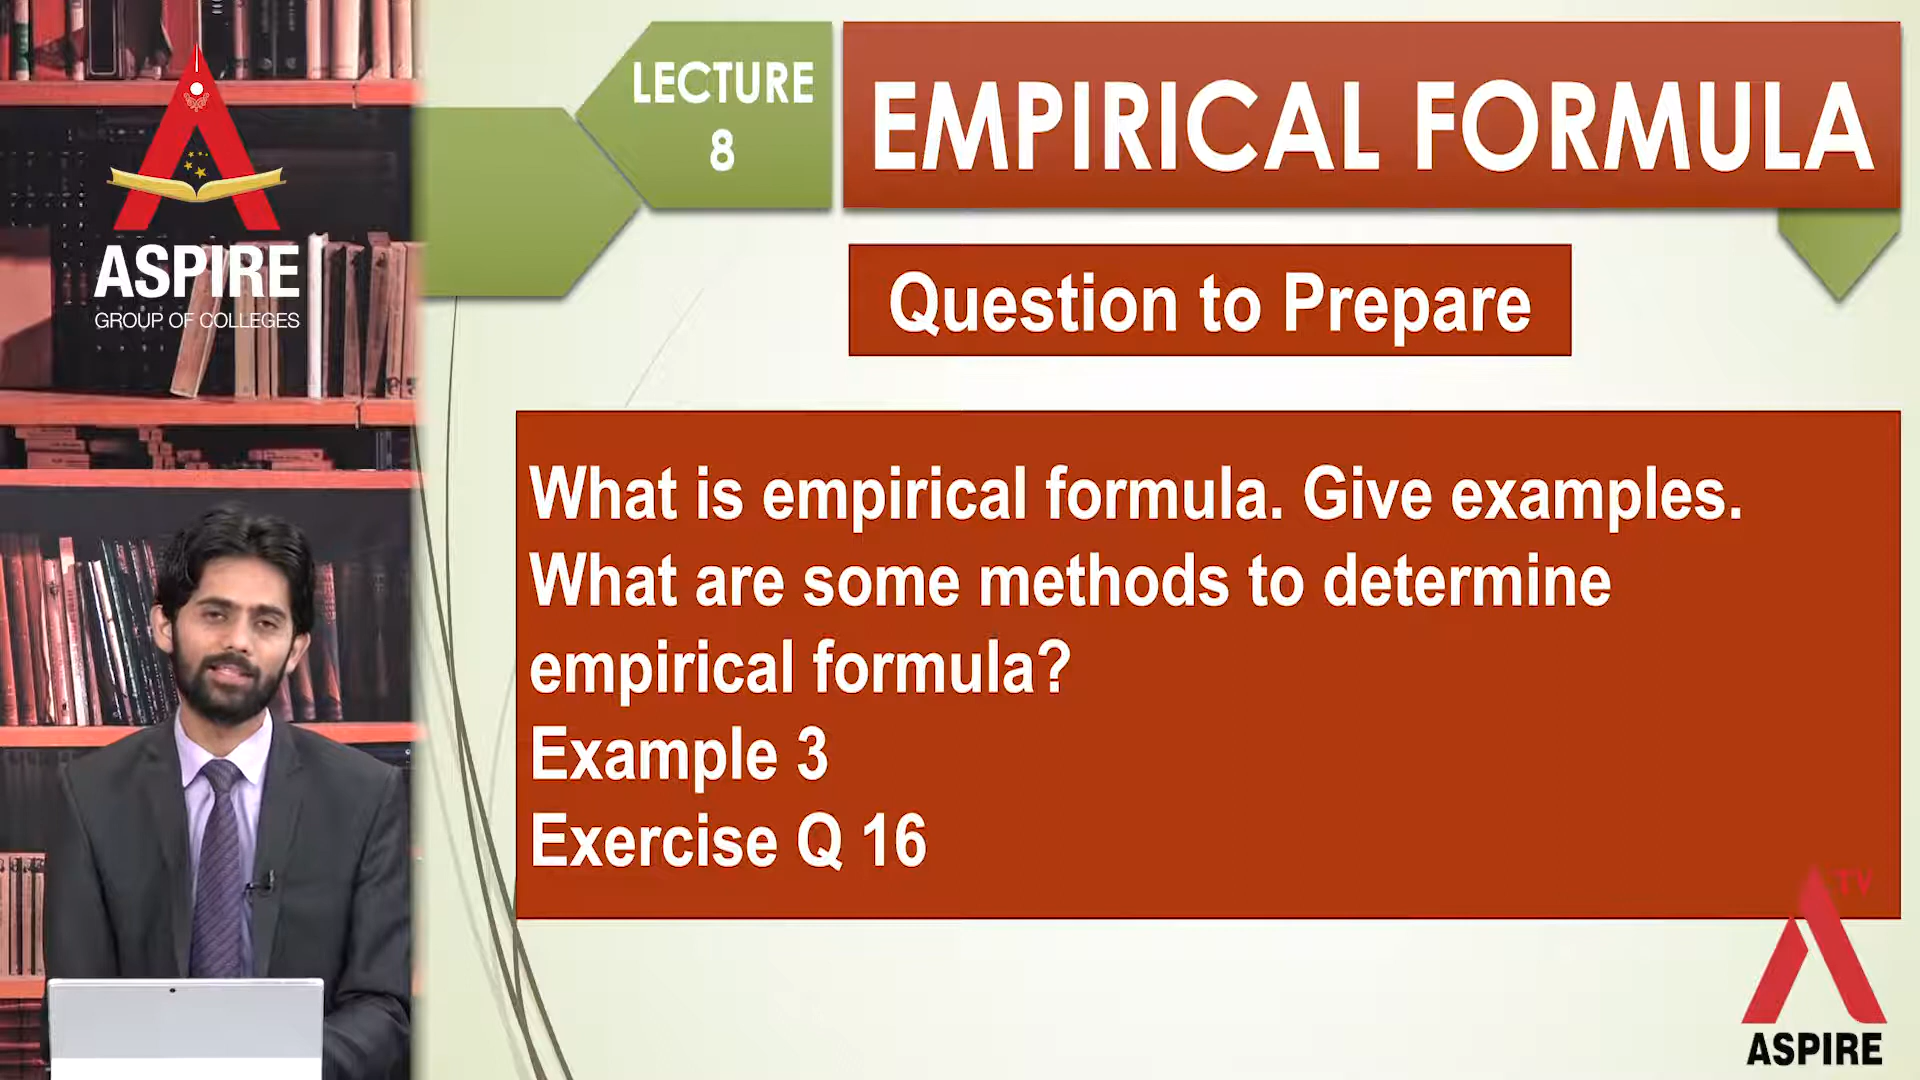 ASPIRE
GROUP OF COLLEGES
LECTURE
8
EMPIRICAL FORMULA
Question to Prepare
What is empirical formula. Give examples.
What are some methods to determine
empirical formula?
Example 3
Exercise Q 16
TV
ASPIRE